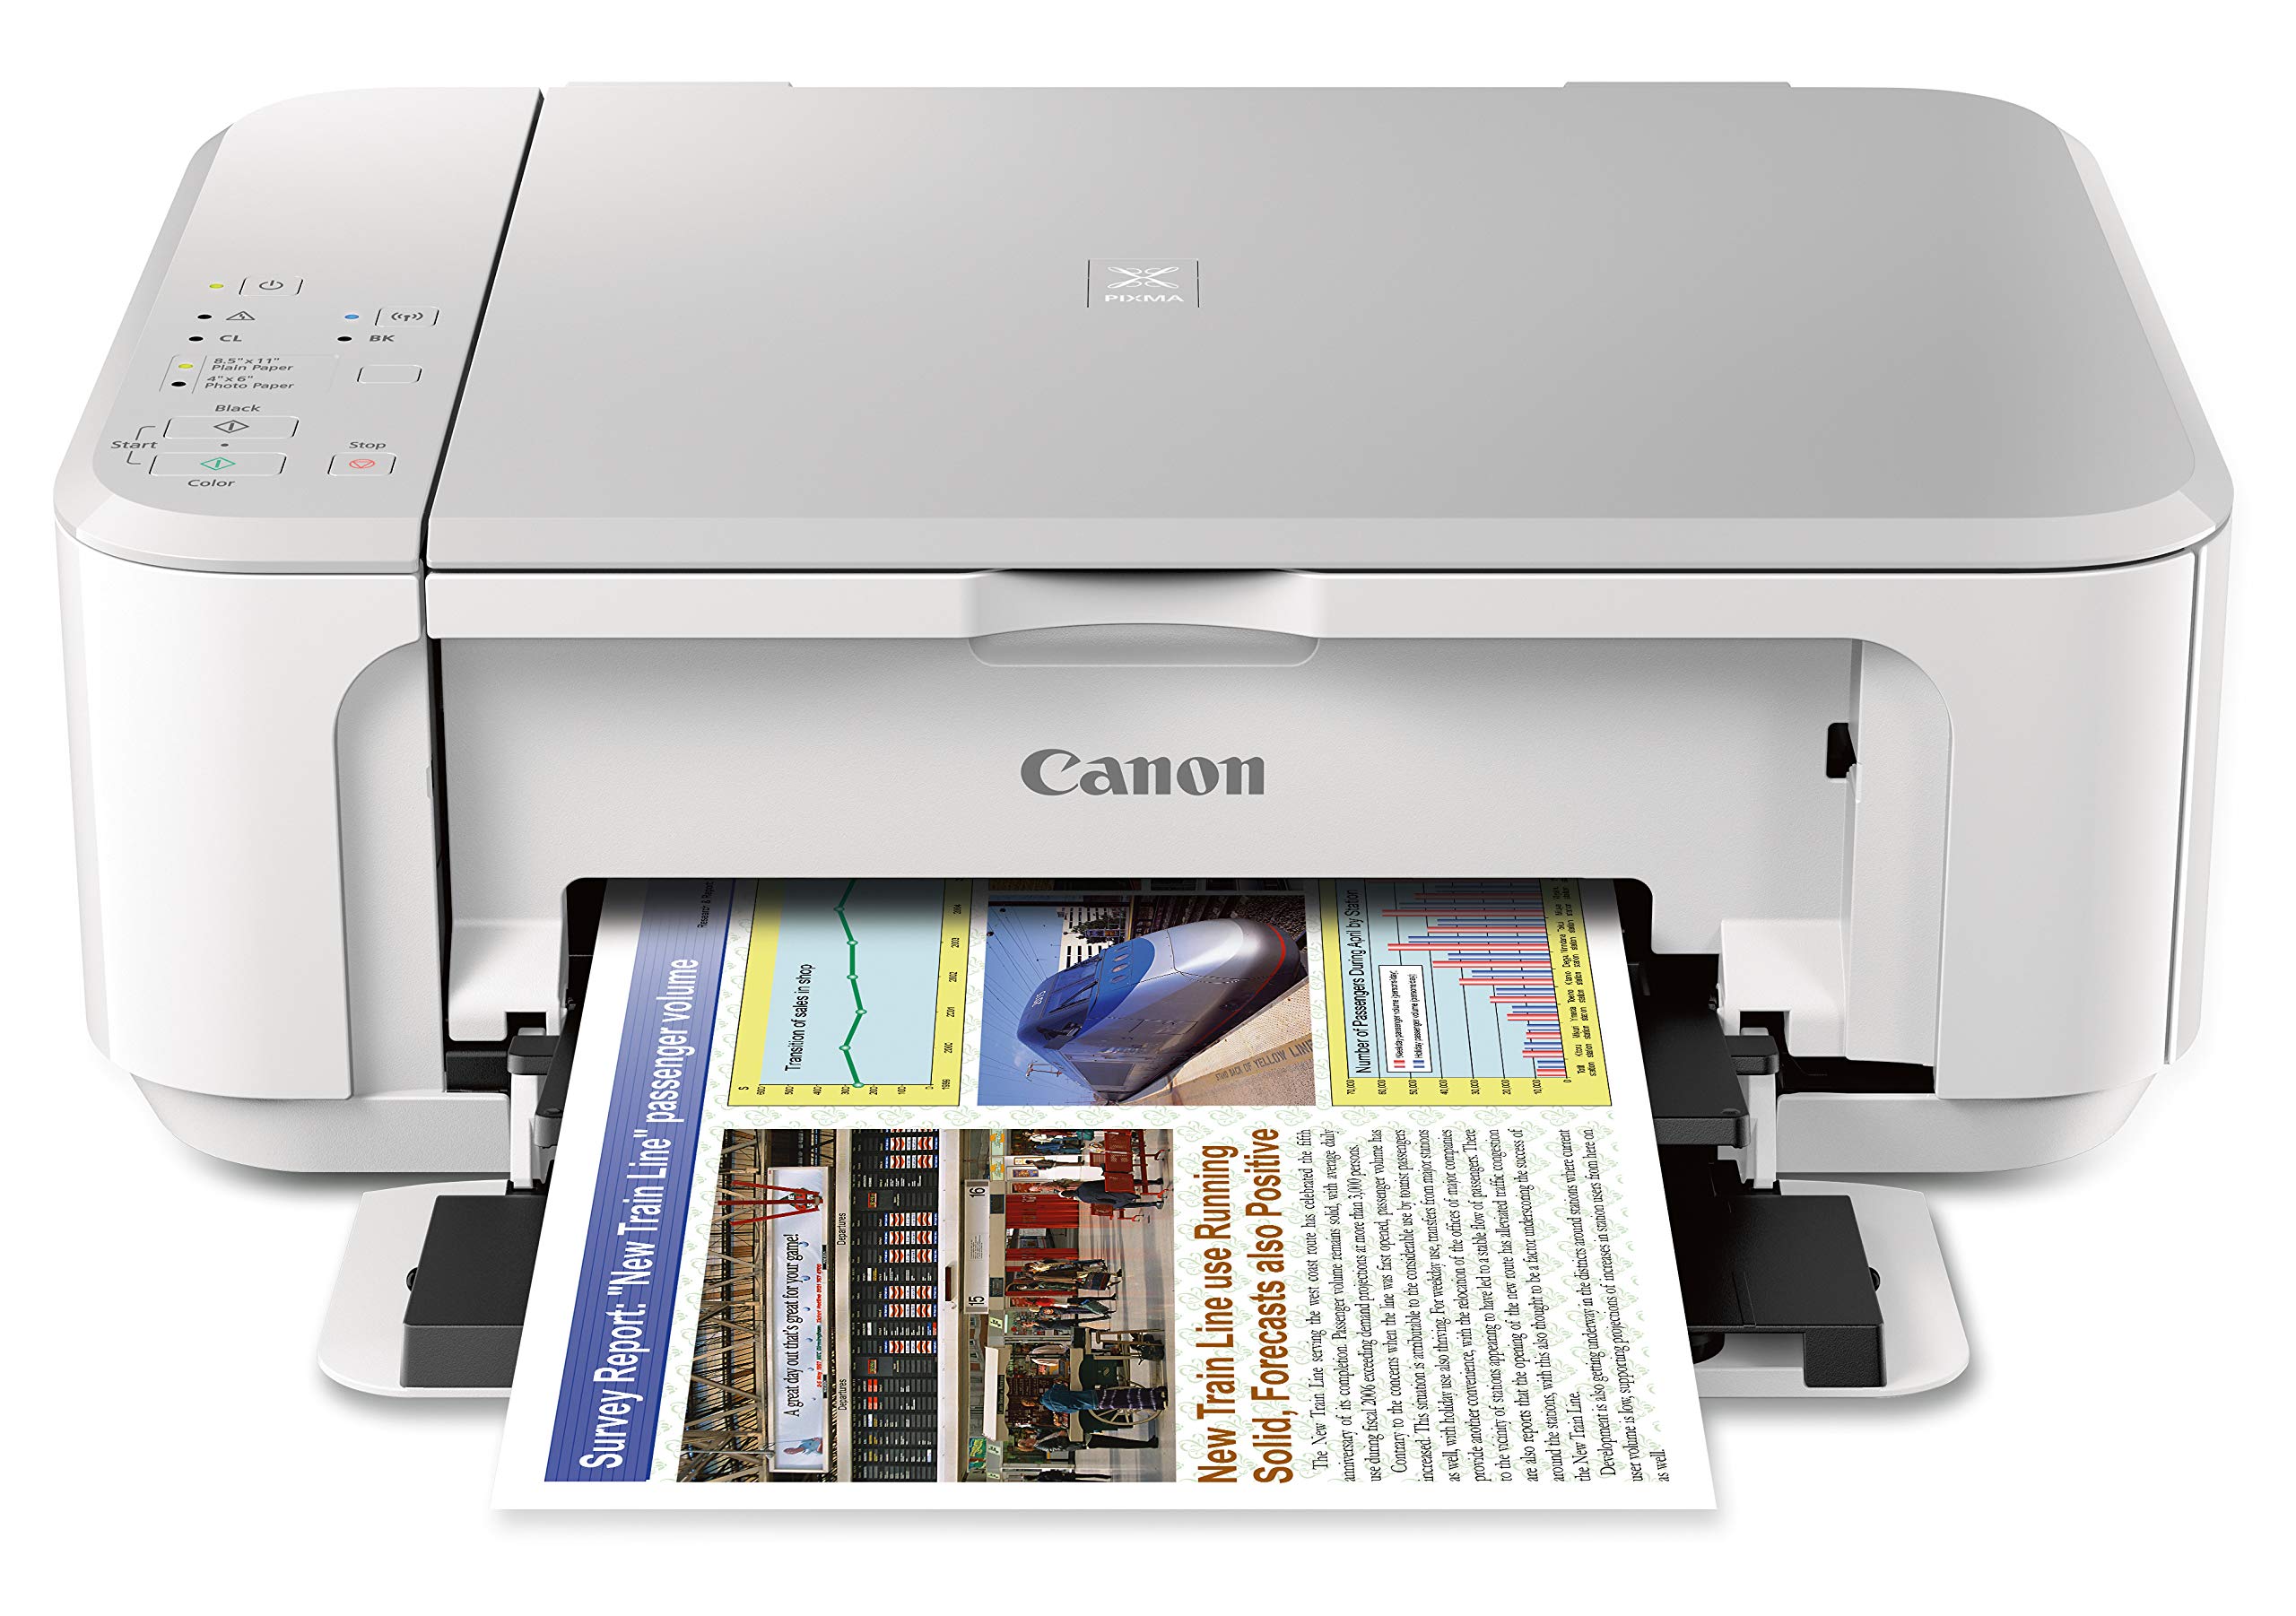 PIXMA
CL
BK
8.5"x11"
Plain Paper
4"x6"
Photo Paper
Black
Start
Stop
Color
Canon
Survey Report: "New Train Line" passenger volume
Transition of sales in shop
Number of Passengers During April by Station
A great day out that's great for your game!
Departures
Departures
15
16
New Train Line use Running
Solid, Forecasts also Positive
The New Train Line serving the west coast route has celebrated the fifth
anniversary of its completion. Passenger volume remains solid, with average daily
use during fiscal 2006 exceeding demand projections at more than 3,000 persons.
Contrary to the concerns when the line was first opened, passenger volume has
increased. This situation is attributable to the considerable use by tourist passengers
as well, with holiday use also thriving. For weekday use, transfers from major stations
provide another convenience, with the relocation of the offices of major companies
to the vicinity of stations appearing to have led to a stable flow of passengers. There
are also reports that the opening of the new route has alleviated traffic congestion
around the stations, with this also thought to be a factor underscoring the success of
the New Train Line.
Development is also getting underway in the districts around stations where current
user volume is low, supporting projections of increases in station users from here on
as well.